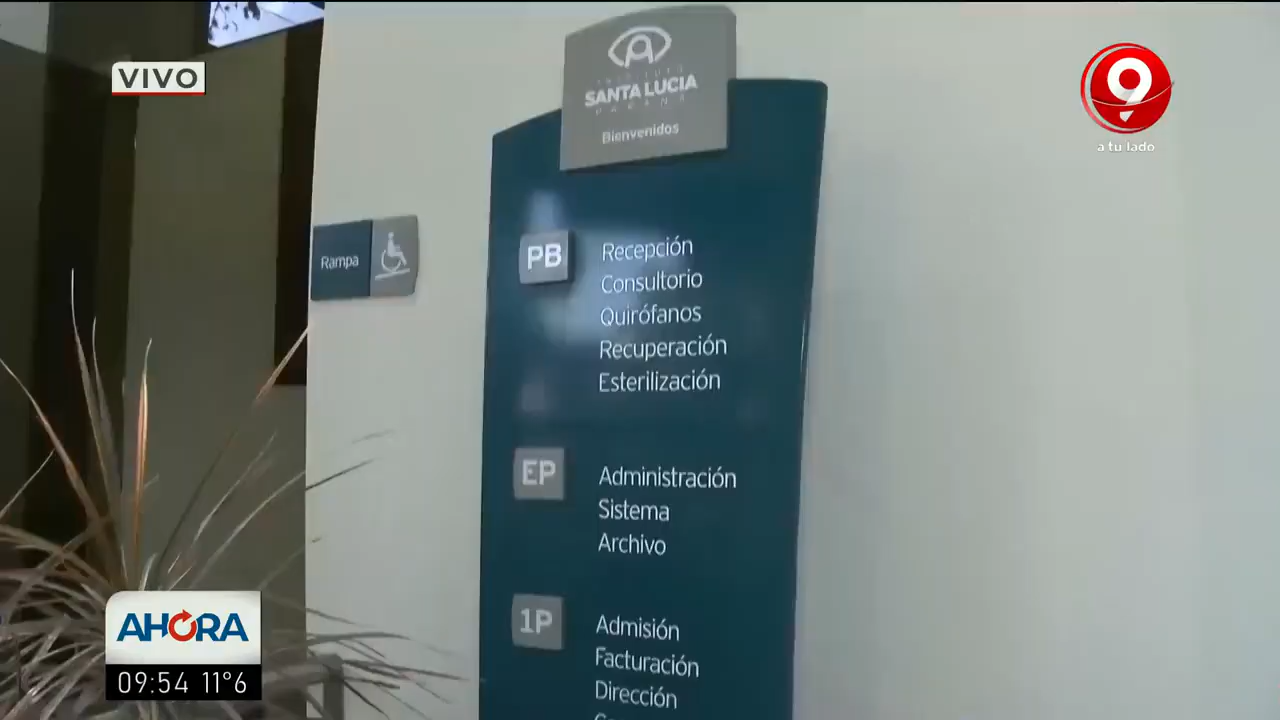 VIVO
9
a tu lado
INSTITUTO
SANTA LUCIA
PARANÁ
Bienvenidos
Rampa
PB
Recepción
Consultorio
Quirófanos
Recuperación
Esterilización
EP
Administración
Sistema
Archivo
1P
Admisión
Facturación
Dirección
AHORA
09:54 11°6